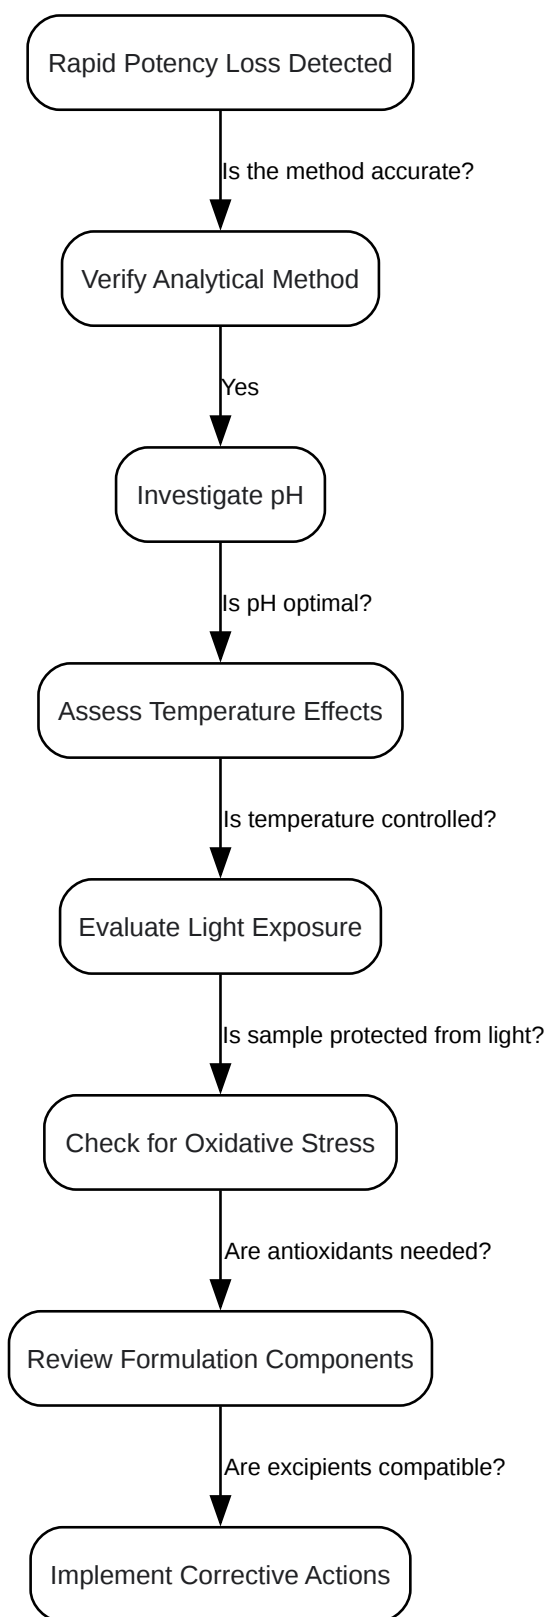 Rapid Potency Loss Detected
Is the method accurate?
Verify Analytical Method
Yes
Investigate pH
Is pH optimal?
Assess Temperature Effects
Is temperature controlled?
Evaluate Light Exposure
Is sample protected from light?
Check for Oxidative Stress
Are antioxidants needed?
Review Formulation Components
Are excipients compatible?
Implement Corrective Actions